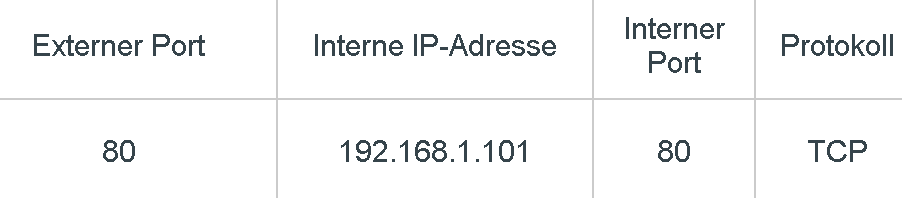 Externer Port
Interne IP-Adresse
Interner
Port
Protokoll
80
192.168.1.101
80
TCP